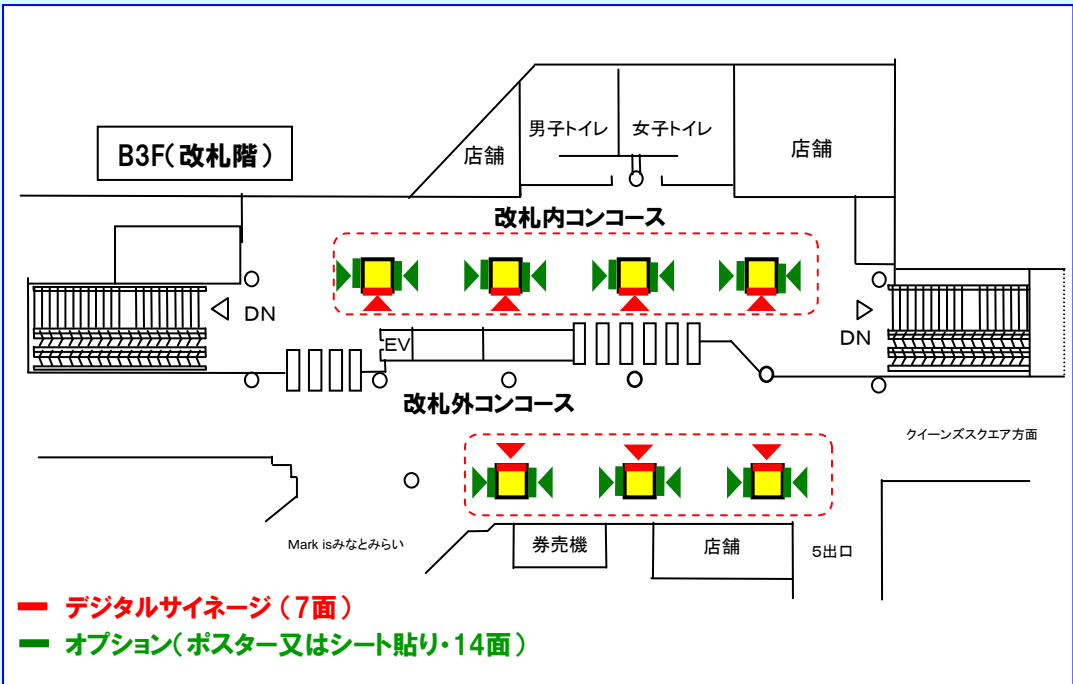 B3F(改札階)
店舗
男子トイレ
女子トイレ
店舗
改札内コンコース
DN
DN
EV
改札外コンコース
クイーンズスクエア方面
Mark isみなとみらい
券売機
店舗
5出口
デジタルサイネージ(7面)
オプション(ポスター又はシート貼り・14面)